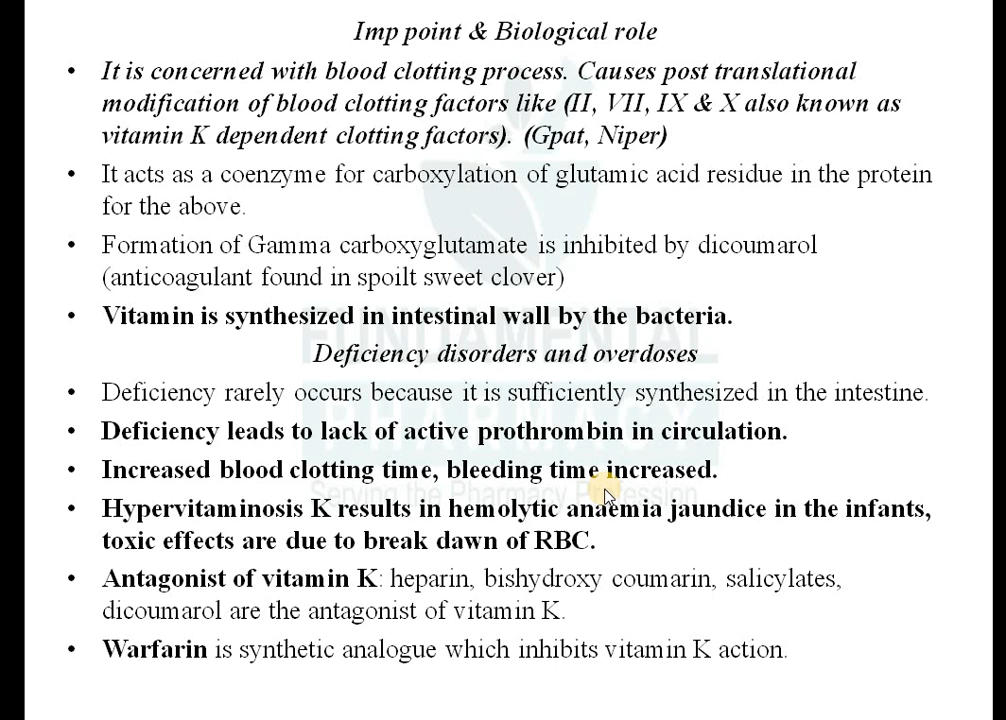 Imp point & Biological role
• It is concerned with blood clotting process. Causes post translational
modification of blood clotting factors like (II, VII, IX & X also known as
vitamin K dependent clotting factors). (Gpat, Niper)
• It acts as a coenzyme for carboxylation of glutamic acid residue in the protein
for the above.
• Formation of Gamma carboxyglutamate is inhibited by dicoumarol
(anticoagulant found in spoilt sweet clover)
• Vitamin is synthesized in intestinal wall by the bacteria.
FUNDAMENTAL
Deficiency disorders and overdoses
• Deficiency rarely occurs because it is sufficiently synthesized in the intestine.
PHARMACY
• Deficiency leads to lack of active prothrombin in circulation.
• Increased blood clotting time, bleeding time increased.
Serving the Pharmacy Profession
• Hypervitaminosis K results in hemolytic anaemia jaundice in the infants,
toxic effects are due to break dawn of RBC.
• Antagonist of vitamin K: heparin, bishydroxy coumarin, salicylates,
dicoumarol are the antagonist of vitamin K.
• Warfarin is synthetic analogue which inhibits vitamin K action.